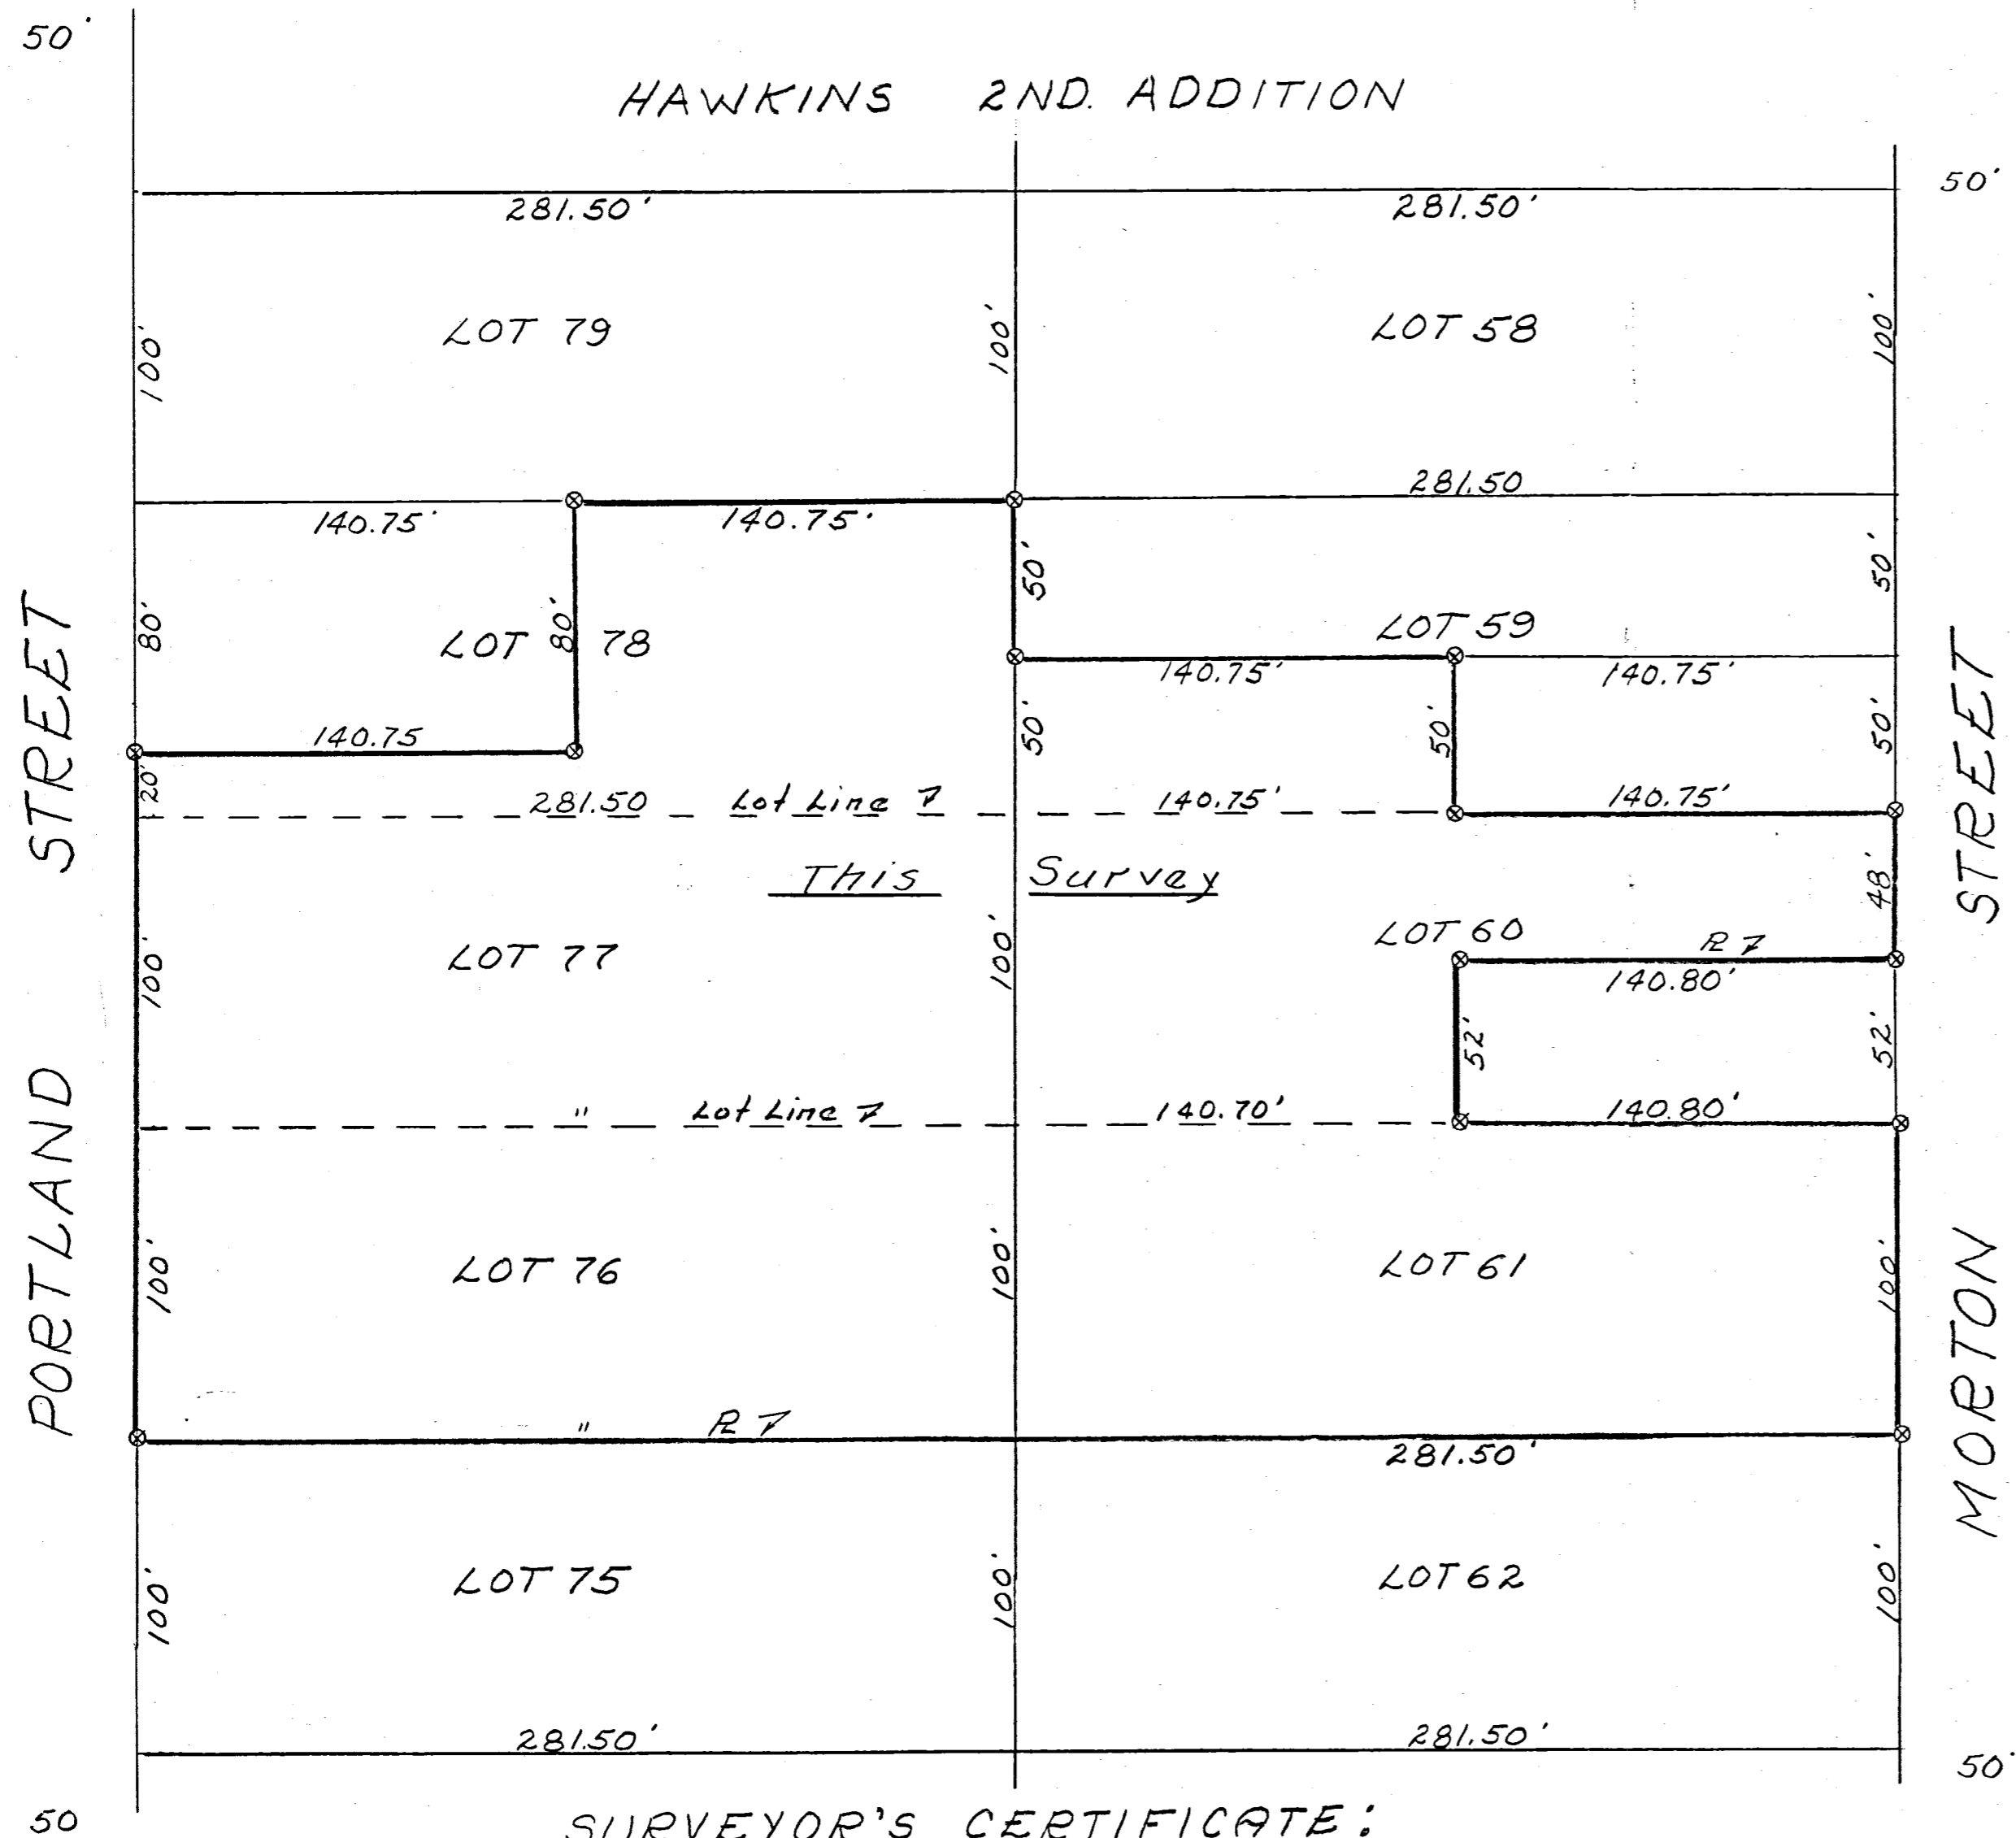 50'
HAWKINS 2ND. ADDITION
50'
281.50' 281.50'
100' LOT 79 100' LOT 58 100'
281.50
140.75' 140.75'
50' 50'
80' LOT 80' 78 LOT 59
140.75' 140.75'
140.75 50' 50' 50'
20' 281.50 Lot Line 140.75' 140.75'
This Survey
48'
LOT 60 R
100' LOT 77 100' 140.80'
52' 52'
" Lot Line 140.70' 140.80'
100' LOT 76 100' LOT 61 100'
" R
281.50'
100' LOT 75 100' LOT 62 100'
281.50' 281.50'
PORTLAND STREET
MORTON STREET
50'
50
SURVEYOR'S CERTIFICATE: